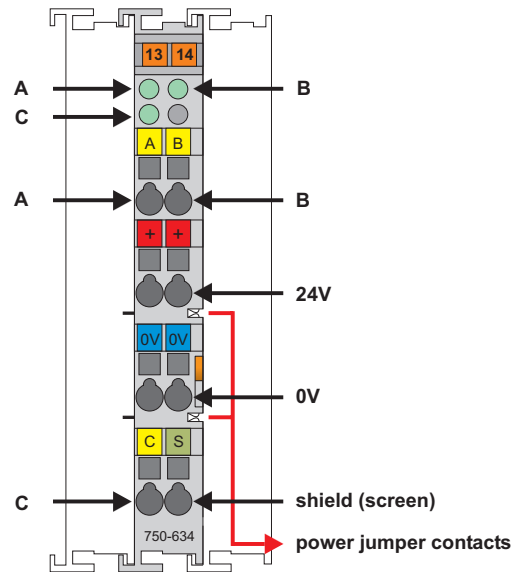 13 14
A B
C
A B
A B
+ +
24V
0V 0V
0V
C S
C shield (screen)
750-634
power jumper contacts